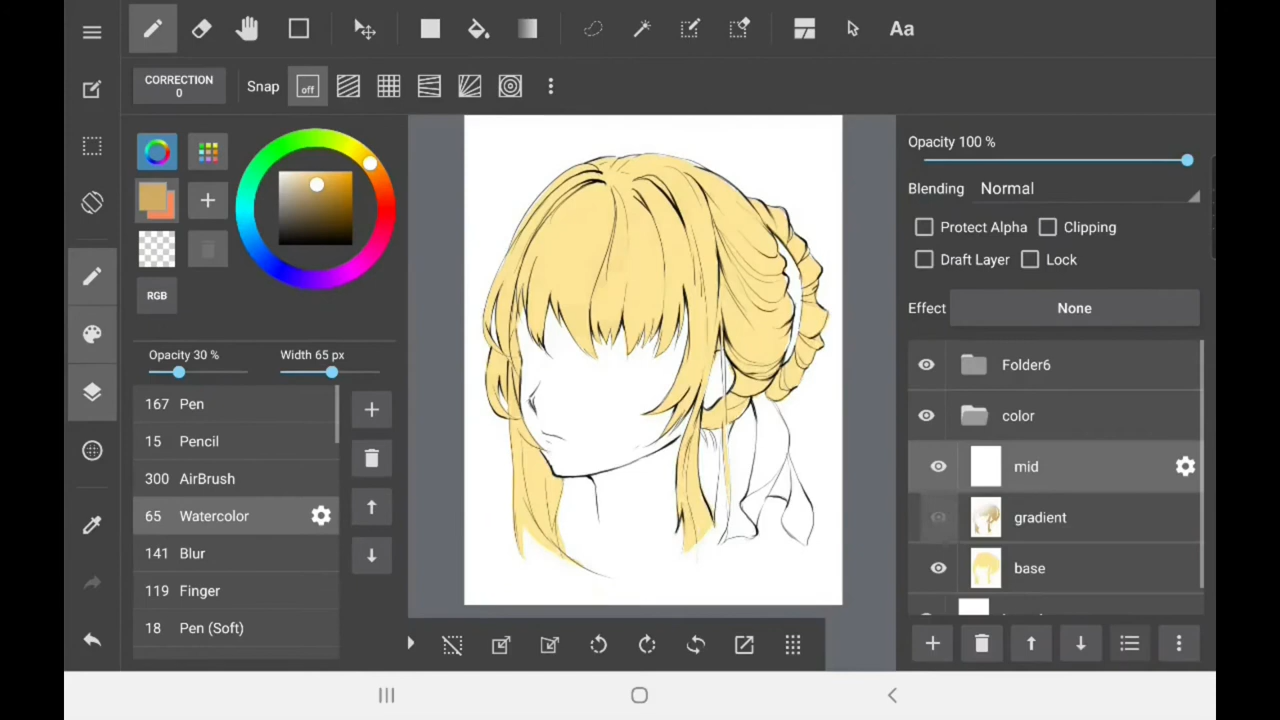 Aa
CORRECTION
0
Snap
off
RGB
Opacity 30 %
Width 65 px
167 Pen
15 Pencil
300 AirBrush
65 Watercolor
141 Blur
119 Finger
18 Pen (Soft)
Opacity 100 %
Blending Normal
Protect Alpha Clipping
Draft Layer Lock
Effect None
Folder6
color
mid
gradient
base